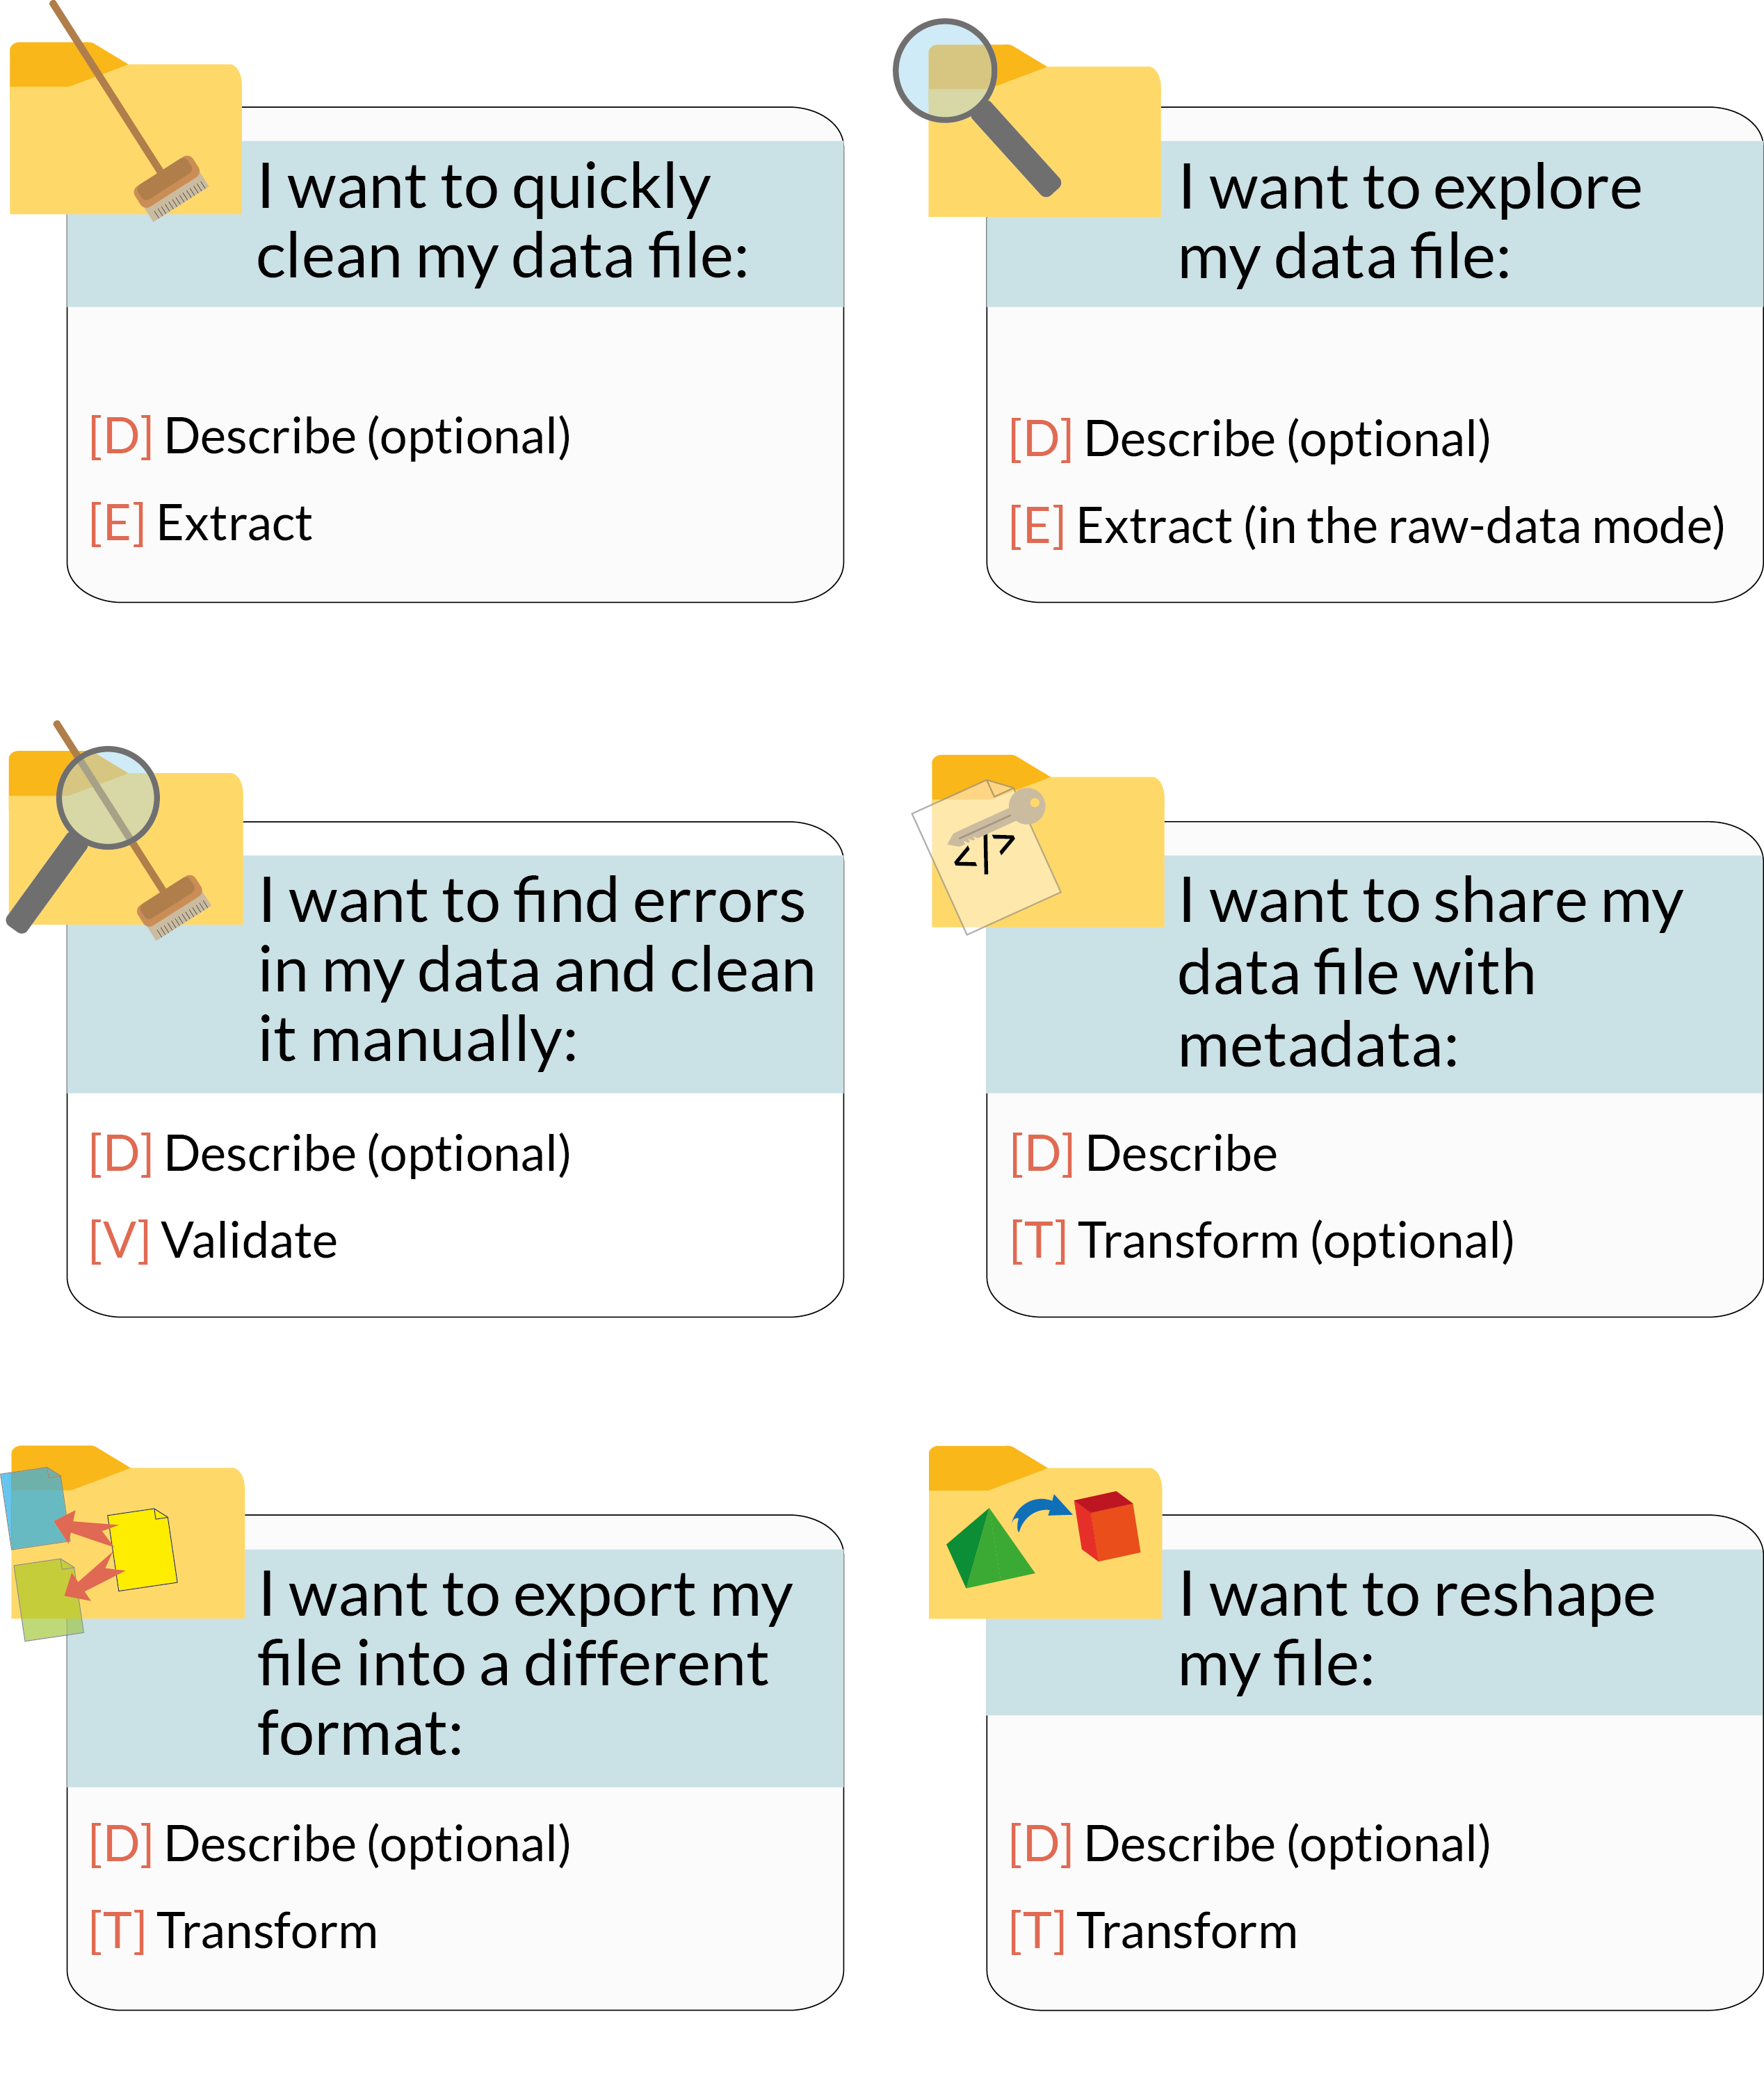 I want to quickly
clean my data file:
[D] Describe (optional)
[E] Extract
I want to explore
my data file:
[D] Describe (optional)
[E] Extract (in the raw-data mode)
I want to find errors
in my data and clean
it manually:
[D] Describe (optional)
[V] Validate
</>
I want to share my
data file with
metadata:
[D] Describe
[T] Transform (optional)
I want to export my
file into a different
format:
[D] Describe (optional)
[T] Transform
I want to reshape
my file:
[D] Describe (optional)
[T] Transform